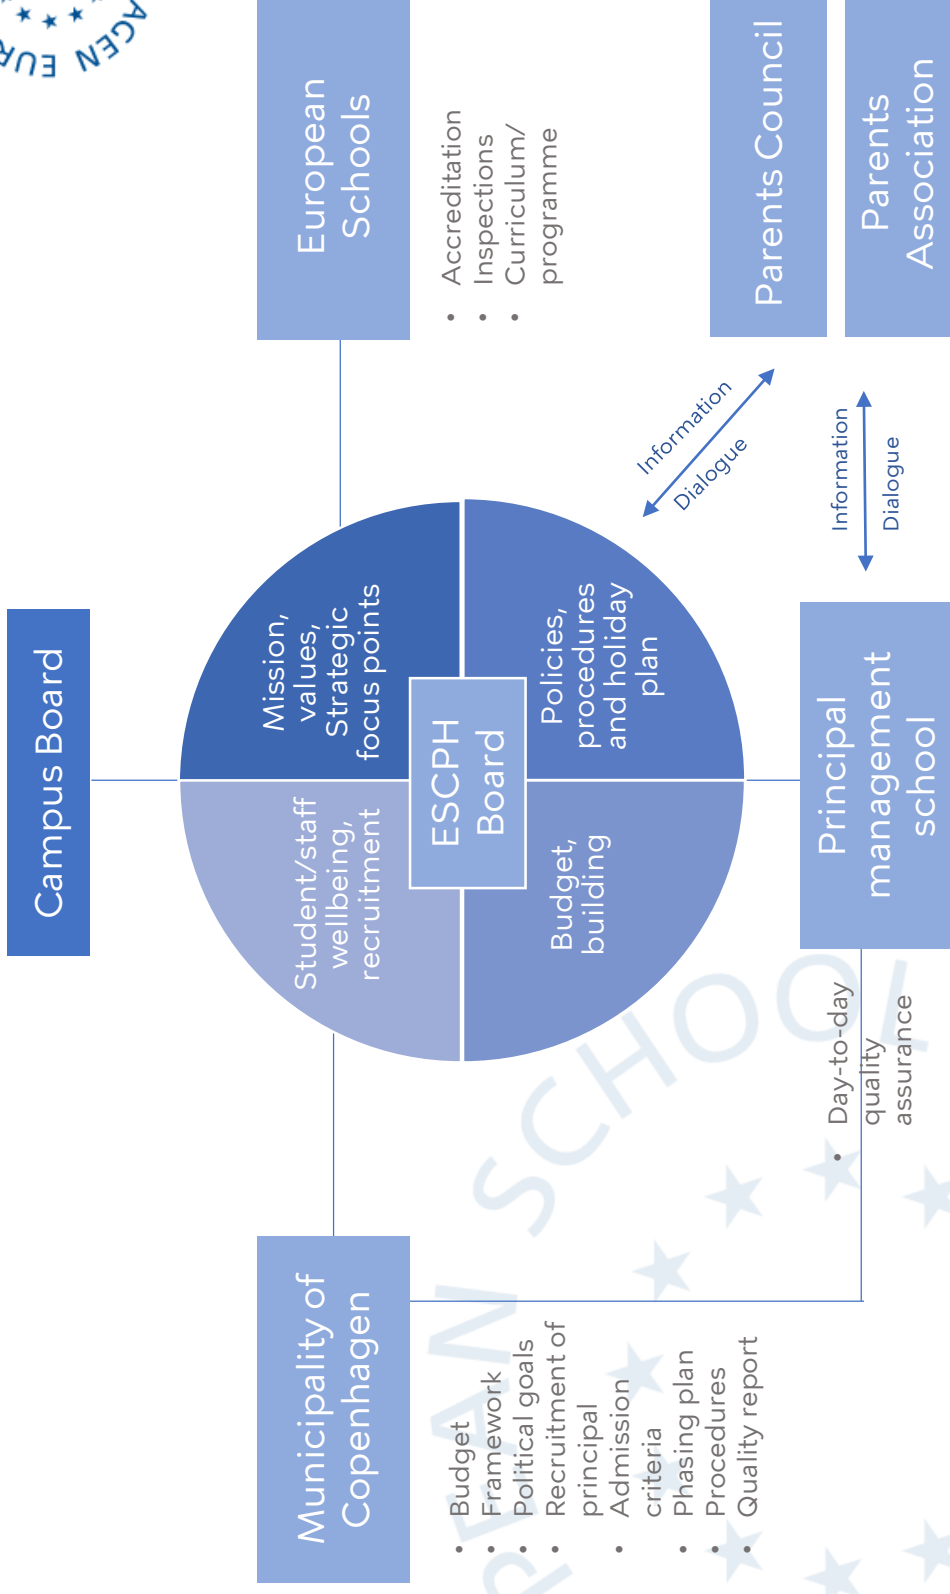 Campus Board
Municipality of
Copenhagen
Budget
Framework
Political goals
Recruitment of
principal
Admission
criteria
Phasing plan
Procedures
Quality report
Student/staff
wellbeing,
recruitment
Mission,
values,
Strategic
focus points
ESCPH
Board
Budget,
building
Policies,
procedures
and holiday
plan
European
Schools
Accreditation
Inspections
Curriculum/
programme
Information
Dialogue
Parents Council
Information
Dialogue
Parents
Association
Principal
management
school
Day-to-day
quality
assurance
SCHOOL